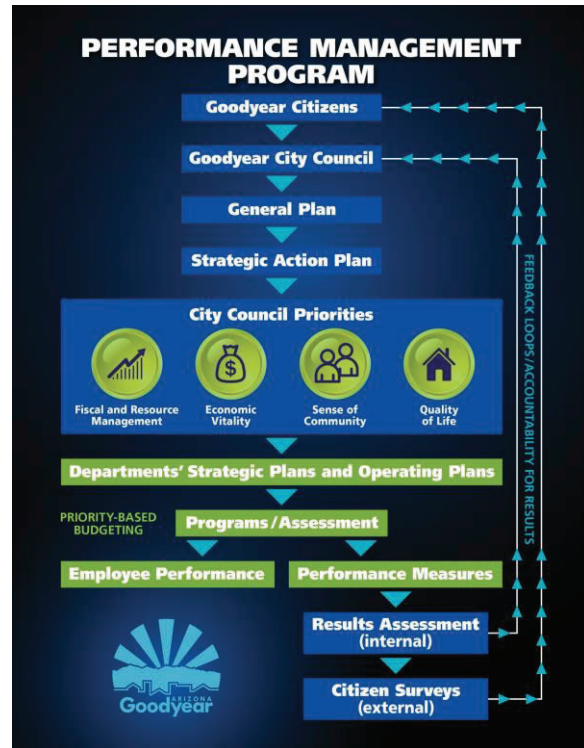 PERFORMANCE MANAGEMENT
PROGRAM
Goodyear Citizens
Goodyear City Council
General Plan
Strategic Action Plan
City Council Priorities
$
Fiscal and Resource
Management
Economic
Vitality
Sense of
Community
Quality
of Life
Departments' Strategic Plans and Operating Plans
PRIORITY-BASED
BUDGETING
Programs/Assessment
Employee Performance
Performance Measures
Results Assessment
(internal)
Citizen Surveys
(external)
FEEDBACK LOOPS/ACCOUNTABILITY FOR RESULTS
ARIZONA
Goodyear